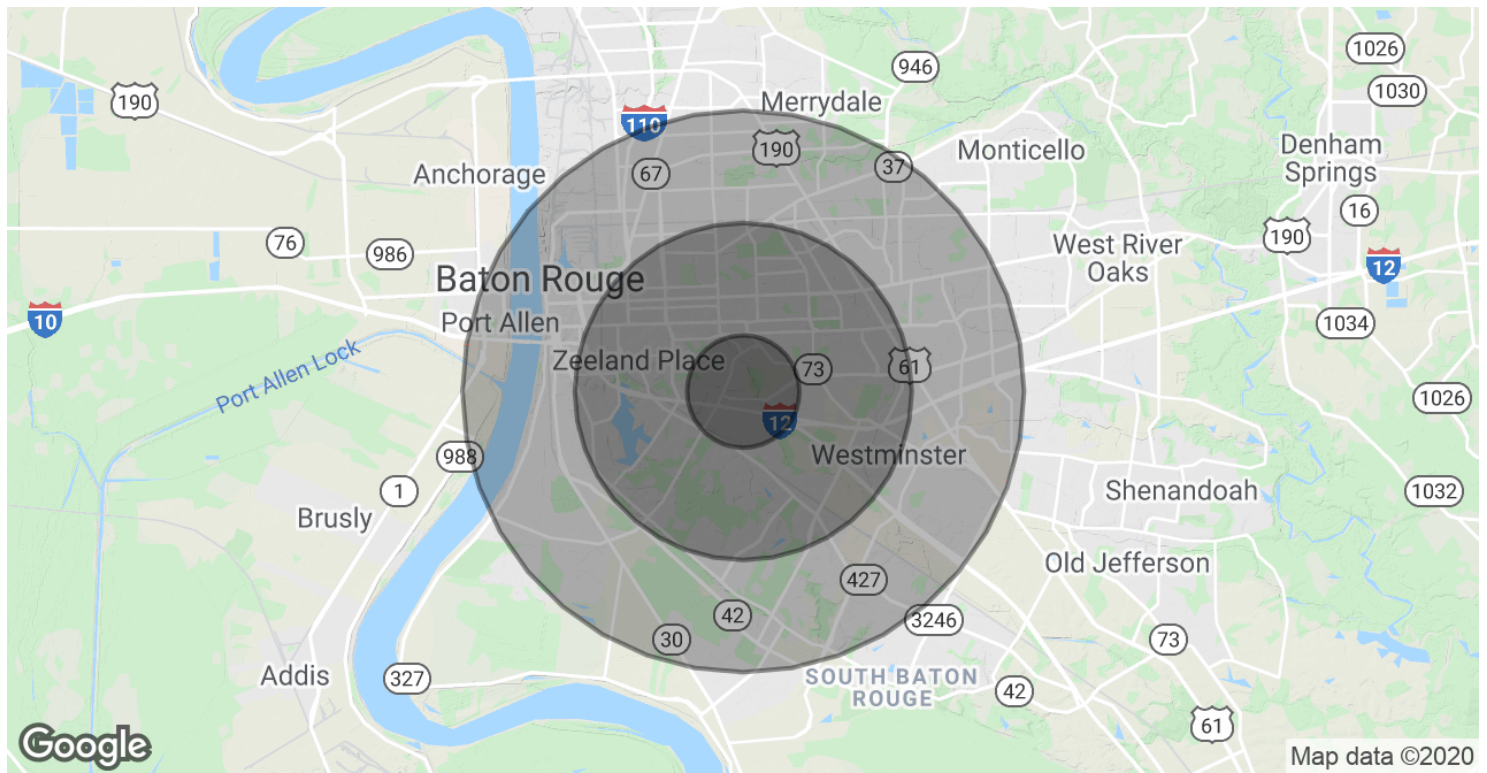 1026
946
1030
190
Merrydale
110
190
Monticello
Denham
Springs
37
67
Anchorage
16
76
986
190
West River
Oaks
12
Baton Rouge
10
Port Allen
1034
Zeeland Place
73
61
Port Allen Lock
1026
12
988
Westminster
1
Shenandoah
1032
Brusly
Old Jefferson
427
42
3246
30
73
Addis
327
SOUTH BATON
ROUGE
42
61
Google
Map data ©2020